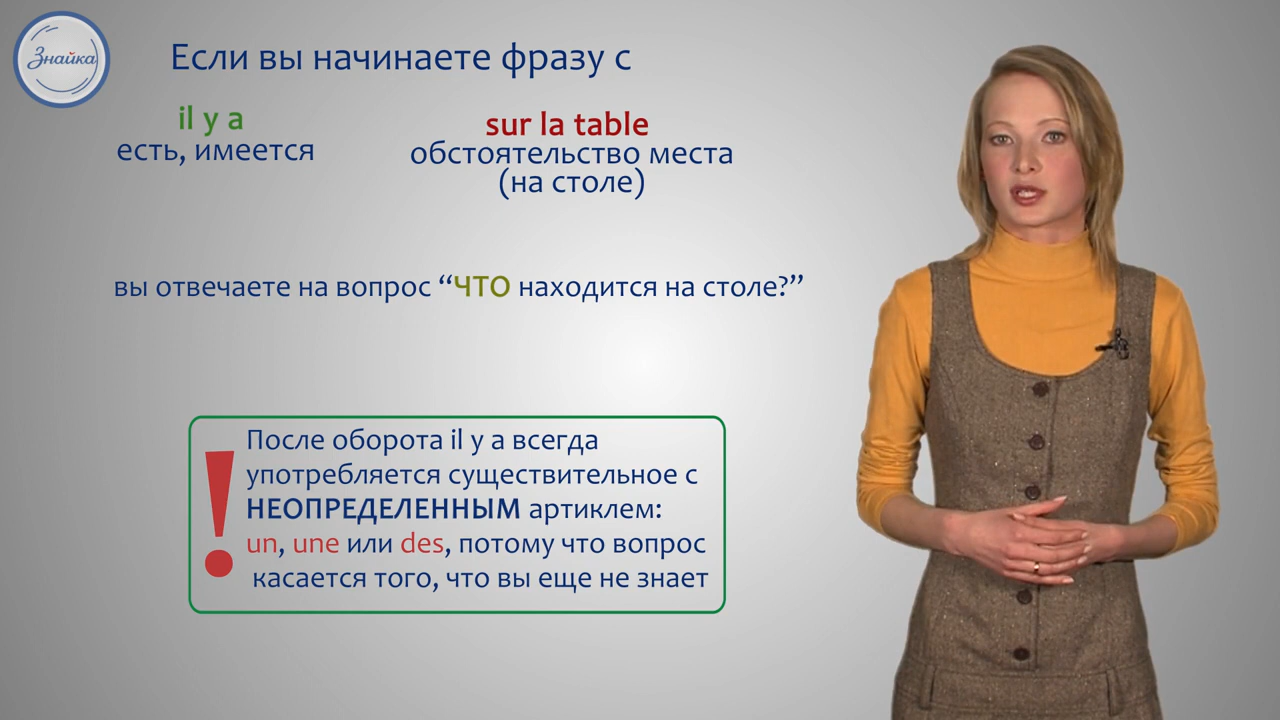 Знайка
Если вы начинаете фразу с
il y a
есть, имеется
sur la table
обстоятельство места
(на столе)
вы отвечаете на вопрос “ЧТО находится на столе?”
!
После оборота il y a всегда
употребляется существительное с
НЕОПРЕДЕЛЕННЫМ артиклем:
un, une или des, потому что вопрос
касается того, что вы еще не знает